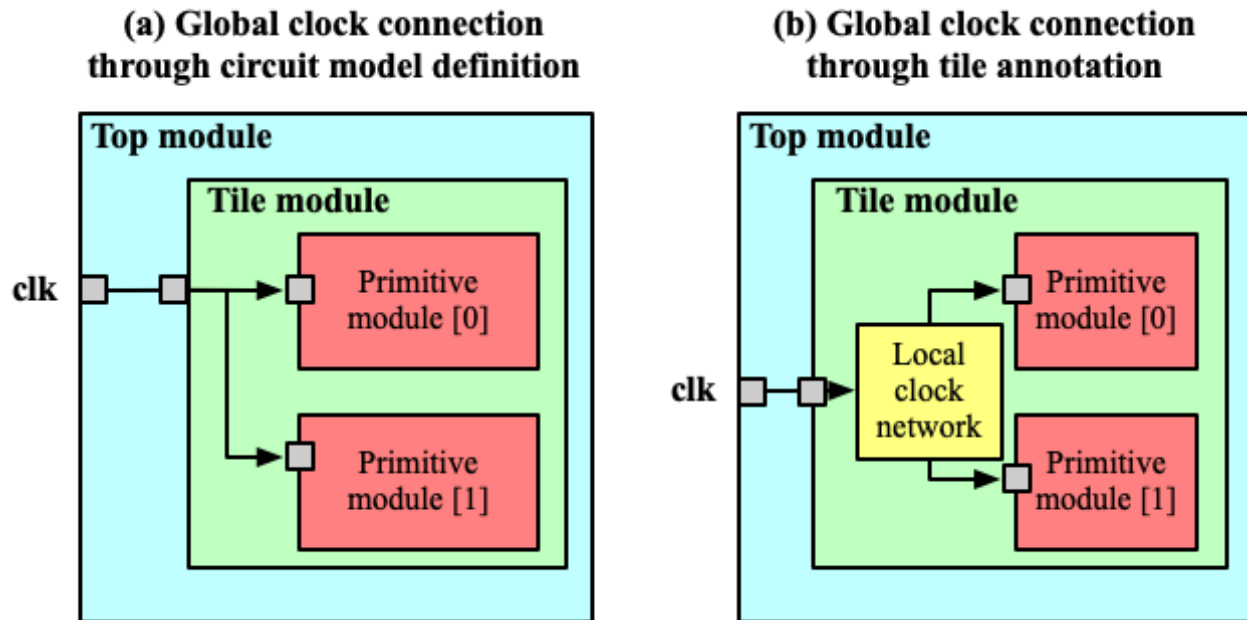 (a) Global clock connection
through circuit model definition
Top module
Tile module
clk
Primitive
module [0]
Primitive
module [1]
(b) Global clock connection
through tile annotation
Top module
Tile module
clk
Local
clock
network
Primitive
module [0]
Primitive
module [1]